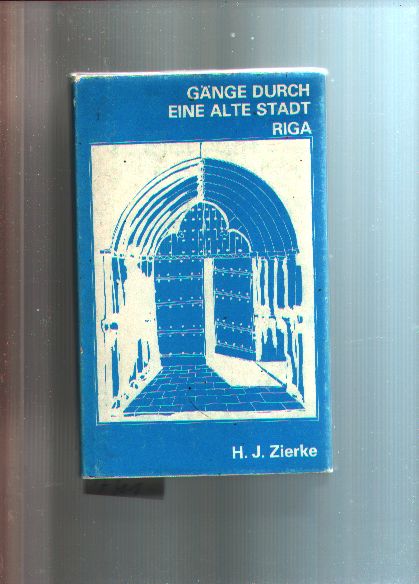 GÄNGE DURCH
EINE ALTE STADT
RIGA
H. J. Zierke